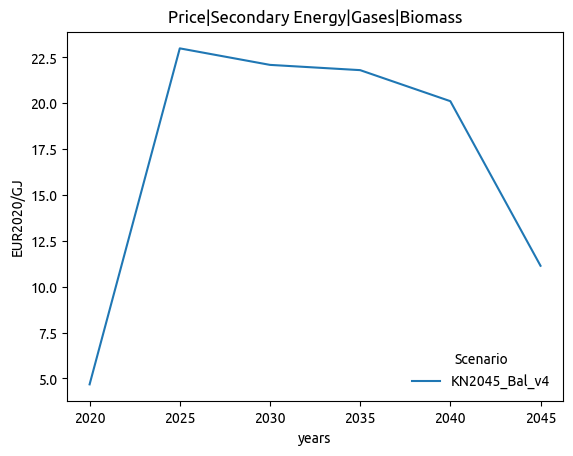 Price|Secondary Energy|Gases|Biomass
EUR2020/GJ
22.5
20.0
17.5
15.0
12.5
10.0
7.5
5.0
Scenario
KN2045_Bal_v4
2020 2025 2030 2035 2040 2045
years